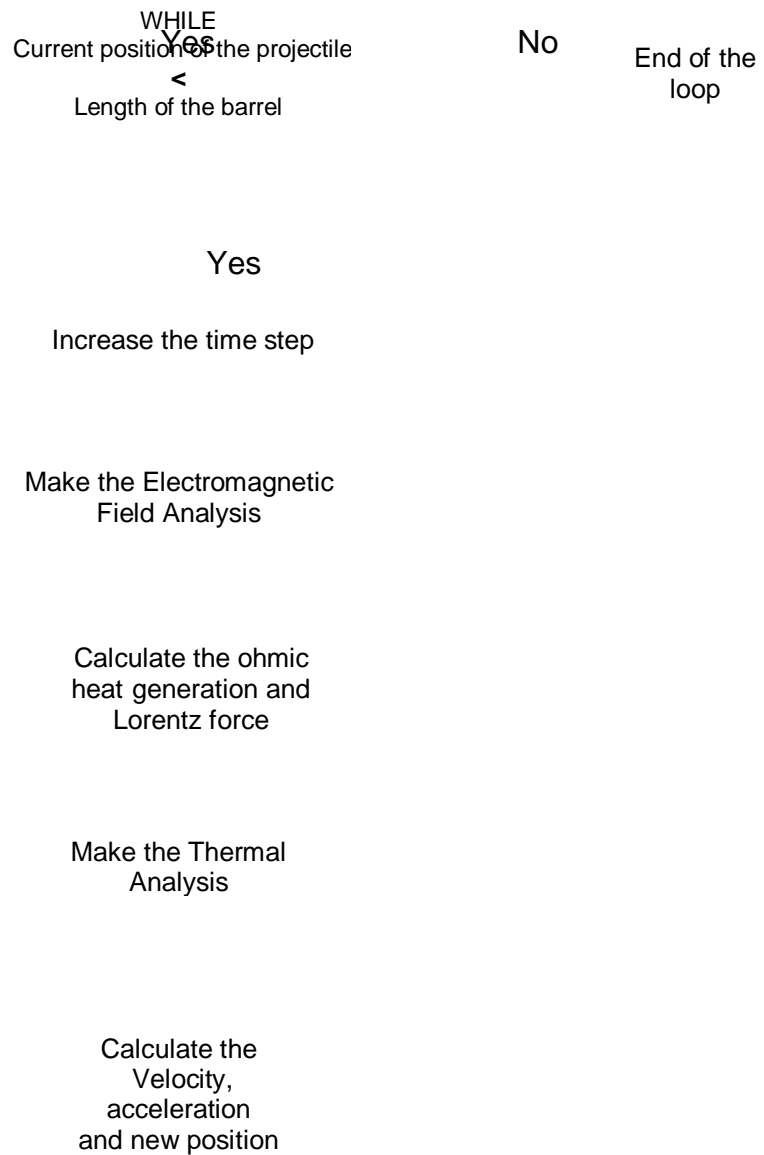 WHILE
Current position of the projectile
<
Length of the barrel
Yes
No
End of the
loop
Yes
Increase the time step
Make the Electromagnetic
Field Analysis
Calculate the ohmic
heat generation and
Lorentz force
Make the Thermal
Analysis
Calculate the
Velocity,
acceleration
and new position